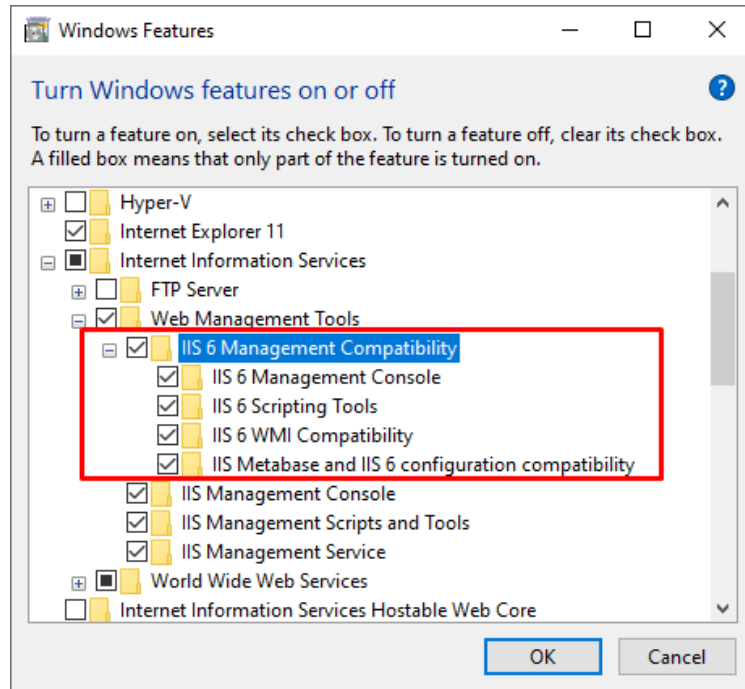 Windows Features
Turn Windows features on or off
To turn a feature on, select its check box. To turn a feature off, clear its check box.
A filled box means that only part of the feature is turned on.
Hyper-V
Internet Explorer 11
Internet Information Services
FTP Server
Web Management Tools
IIS 6 Management Compatibility
IIS 6 Management Console
IIS 6 Scripting Tools
IIS 6 WMI Compatibility
IIS Metabase and IIS 6 configuration compatibility
IIS Management Console
IIS Management Scripts and Tools
IIS Management Service
World Wide Web Services
Internet Information Services Hostable Web Core
OK Cancel